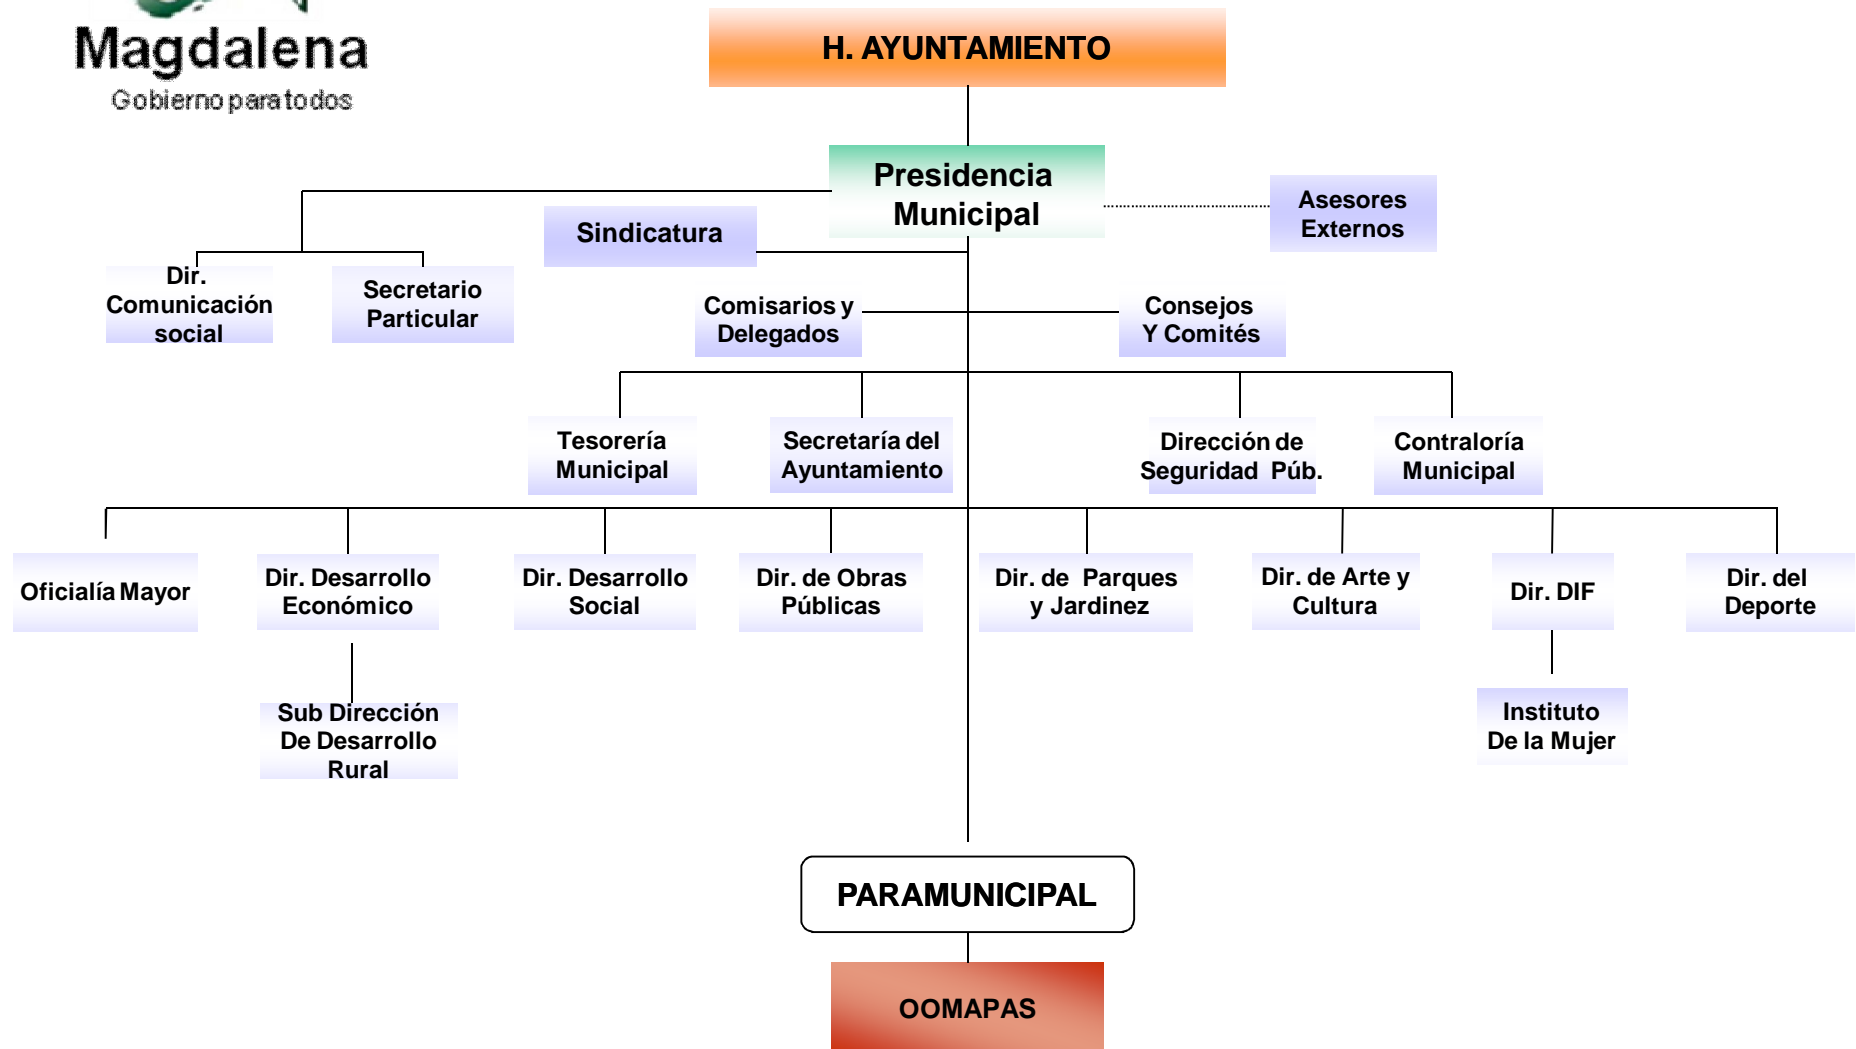 Magdalena
Gobierno para todos
H. AYUNTAMIENTO
Presidencia
Municipal
Asesores
Externos
Sindicatura
Dir.
Comunicación
social
Secretario
Particular
Comisarios y
Delegados
Consejos
Y Comités
Tesorería
Municipal
Secretaría del
Ayuntamiento
Dirección de
Seguridad Púb.
Contraloría
Municipal
Oficialía Mayor
Dir. Desarrollo
Económico
Dir. Desarrollo
Social
Dir. de Obras
Públicas
Dir. de Parques
y Jardinez
Dir. de Arte y
Cultura
Dir. DIF
Dir. del
Deporte
Sub Dirección
De Desarrollo
Rural
Instituto
De la Mujer
PARAMUNICIPAL
OOMAPAS